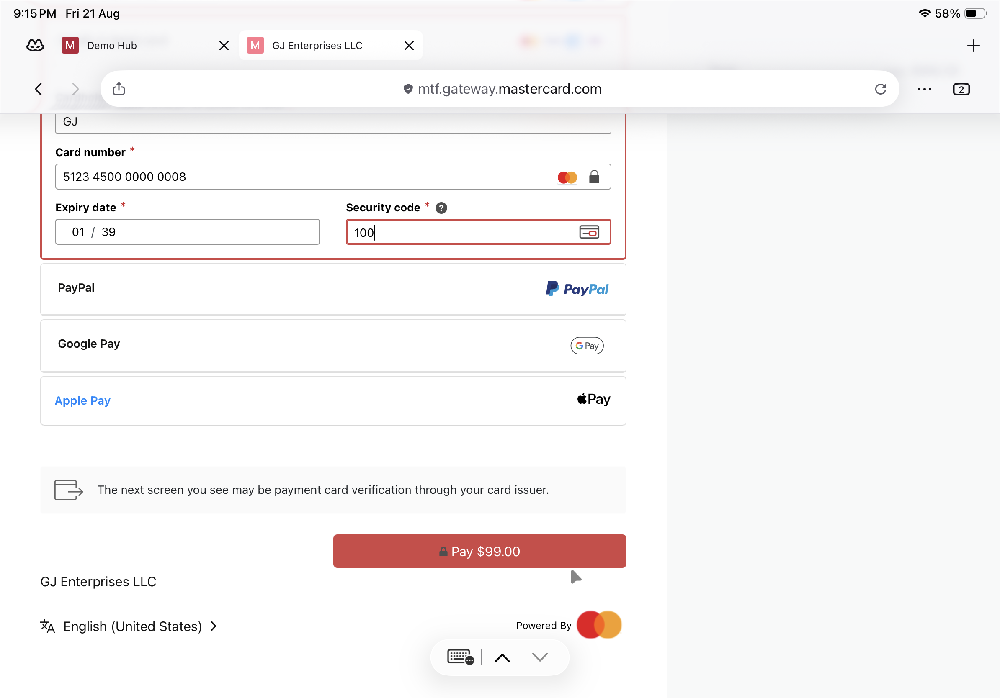 9:15 PM Fri 21 Aug 58%
M Demo Hub M GJ Enterprises LLC
mtf.gateway.mastercard.com 2
GJ
Card number *
5123 4500 0000 0008
Expiry date * Security code * ?
01 / 39 100
PayPal PayPal
Google Pay G Pay
Apple Pay Pay
The next screen you see may be payment card verification through your card issuer.
Pay $99.00
GJ Enterprises LLC
文A English (United States) Powered By